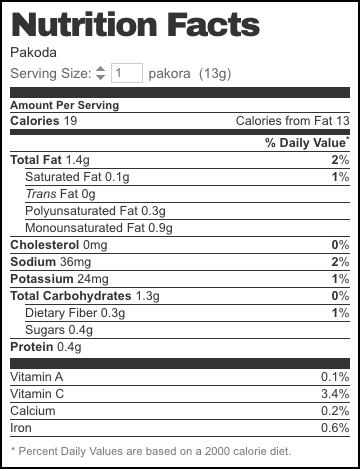 Nutrition Facts
Pakoda
Serving Size: 1 pakora (13g)
Amount Per Serving
Calories 19 Calories from Fat 13
% Daily Value*
Total Fat 1.4g 2%
Saturated Fat 0.1g 1%
Trans Fat 0g
Polyunsaturated Fat 0.3g
Monounsaturated Fat 0.9g
Cholesterol 0mg 0%
Sodium 36mg 2%
Potassium 24mg 1%
Total Carbohydrates 1.3g 0%
Dietary Fiber 0.3g 1%
Sugars 0.4g
Protein 0.4g
Vitamin A 0.1%
Vitamin C 3.4%
Calcium 0.2%
Iron 0.6%
* Percent Daily Values are based on a 2000 calorie diet.